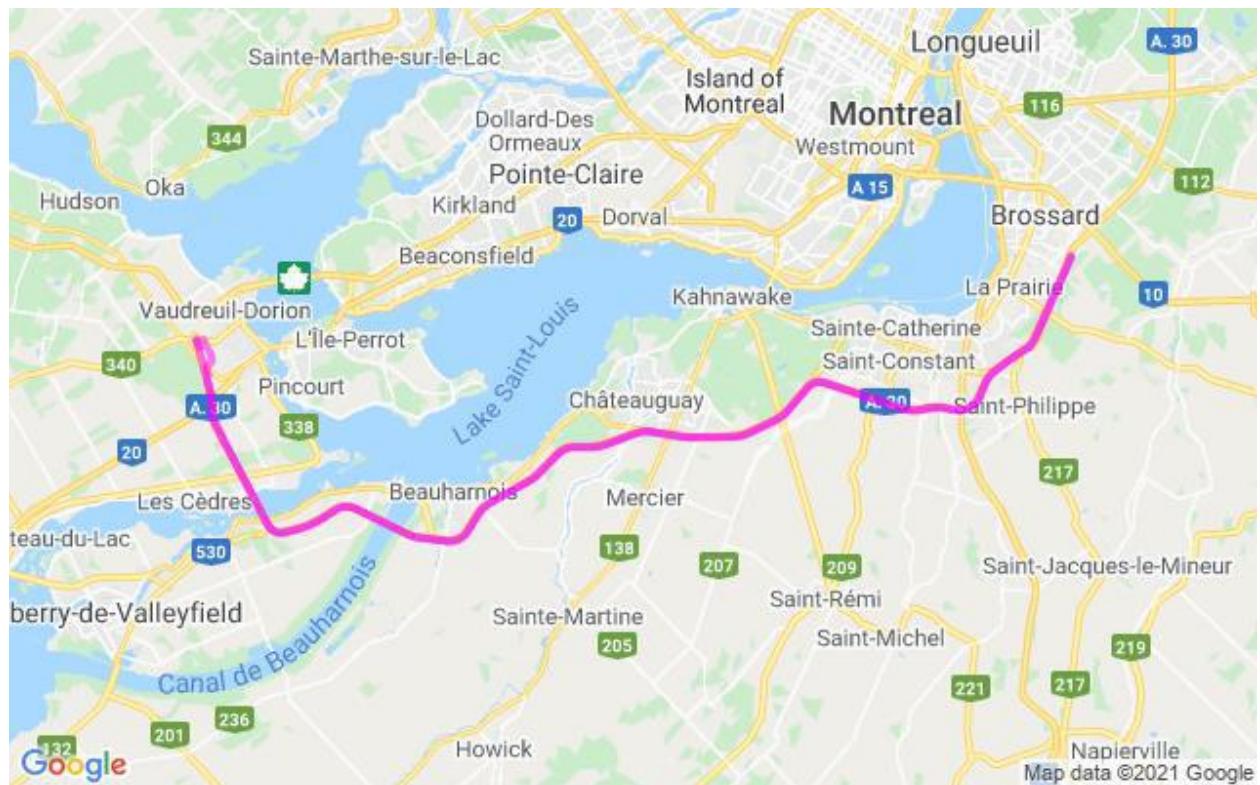 Longueuil
A. 30
Sainte-Marthe-sur-le-Lac
Island of
Montreal
Montreal
116
344
Dollard-Des
Ormeaux
Westmount
Pointe-Claire
A 15
112
Oka
Hudson
Kirkland
20
Dorval
Brossard
Beaconsfield
La Prairie
10
Kahnawake
Vaudreuil-Dorion
L'Île-Perrot
Sainte-Catherine
340
Saint-Constant
Pincourt
Lake Saint-Louis
Châteauguay
A. 30
A. 30
Saint-Philippe
338
20
217
Les Cèdres
Beauharnois
Mercier
teau-du-Lac
530
138
207
209
Saint-Jacques-le-Mineur
berry-de-Valleyfield
Canal de Beauharnois
Sainte-Martine
Saint-Rémi
205
Saint-Michel
219
221
217
236
201
132
Howick
Napierville
Google
Map data ©2021 Google